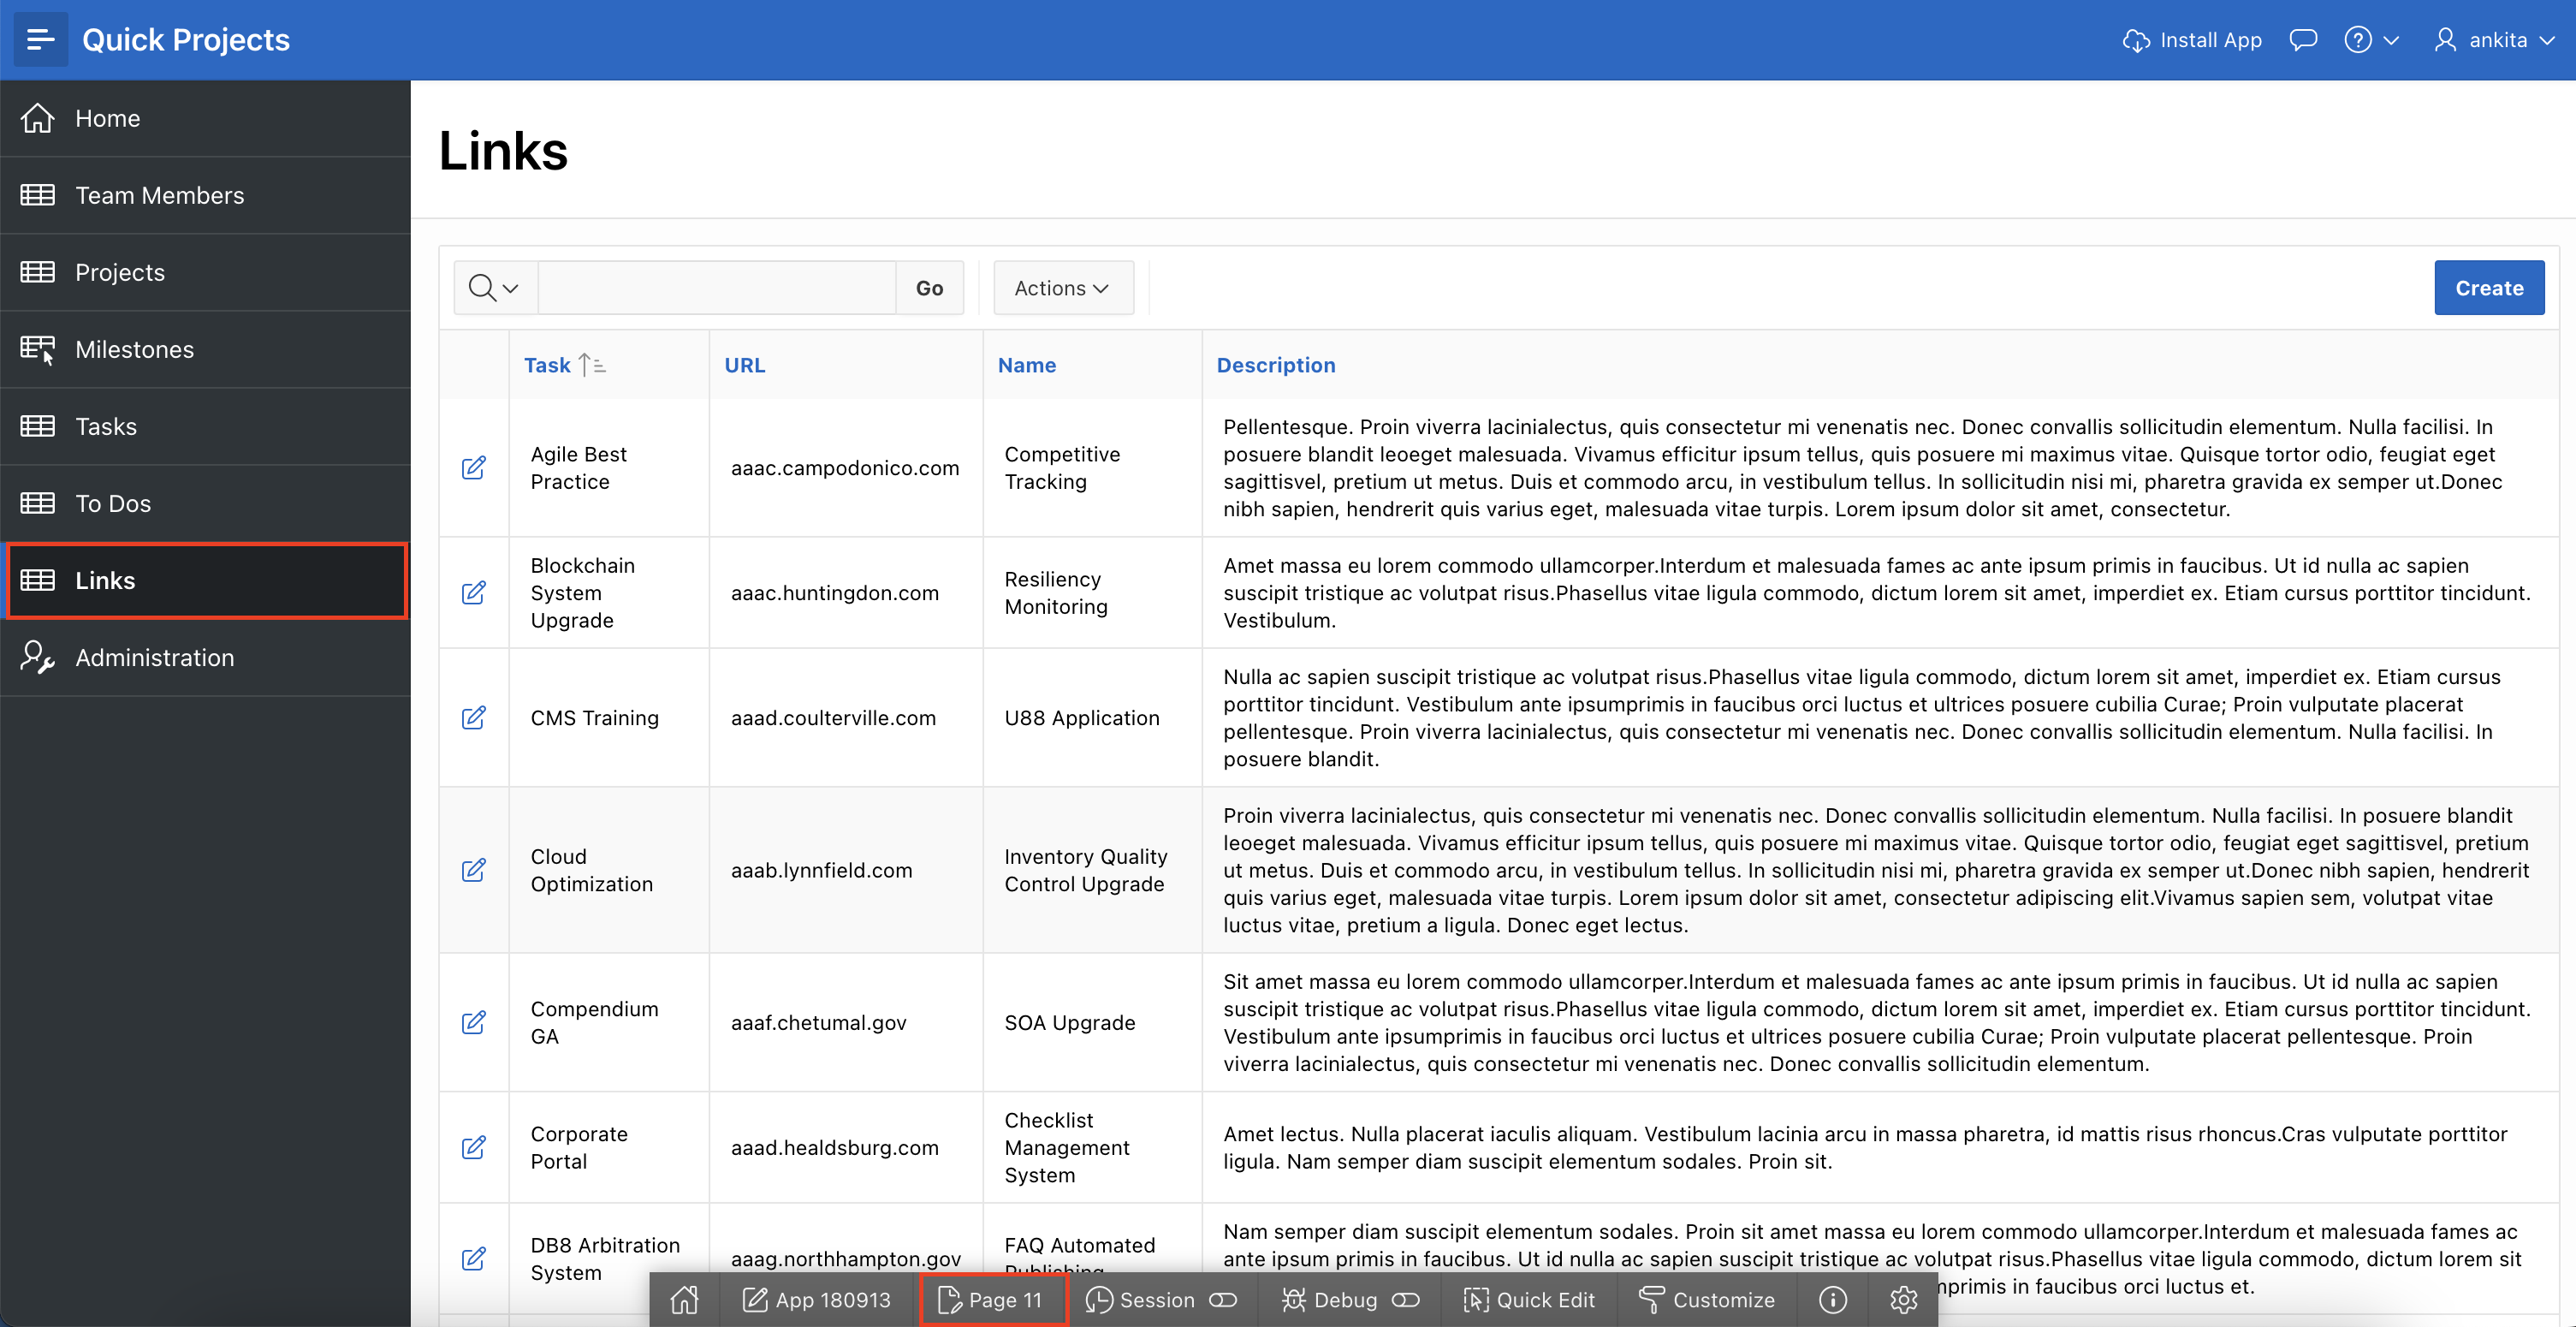 Quick Projects
Install App
ankita
Home
Team Members
Projects
Milestones
Tasks
To Dos
Links
Administration
Links
Go
Actions
Create
Task
URL
Name
Description
Agile Best
Practice
aaac.campodonico.com
Competitive
Tracking
Pellentesque. Proin viverra lacinialectus, quis consectetur mi venenatis nec. Donec convallis sollicitudin elementum. Nulla facilisi. In
posuere blandit leoeget malesuada. Vivamus efficitur ipsum tellus, quis posuere mi maximus vitae. Quisque tortor odio, feugiat eget
sagittisvel, pretium ut metus. Duis et commodo arcu, in vestibulum tellus. In sollicitudin nisi mi, pharetra gravida ex semper ut.Donec
nibh sapien, hendrerit quis varius eget, malesuada vitae turpis. Lorem ipsum dolor sit amet, consectetur.
Blockchain
System
Upgrade
aaac.huntingdon.com
Resiliency
Monitoring
Amet massa eu lorem commodo ullamcorper.Interdum et malesuada fames ac ante ipsum primis in faucibus. Ut id nulla ac sapien
suscipit tristique ac volutpat risus.Phasellus vitae ligula commodo, dictum lorem sit amet, imperdiet ex. Etiam cursus porttitor tincidunt.
Vestibulum.
CMS Training
aaad.coulterville.com
U88 Application
Nulla ac sapien suscipit tristique ac volutpat risus.Phasellus vitae ligula commodo, dictum lorem sit amet, imperdiet ex. Etiam cursus
porttitor tincidunt. Vestibulum ante ipsumprimis in faucibus orci luctus et ultrices posuere cubilia Curae; Proin vulputate placerat
pellentesque. Proin viverra lacinialectus, quis consectetur mi venenatis nec. Donec convallis sollicitudin elementum. Nulla facilisi. In
posuere blandit.
Cloud
Optimization
aaab.lynnfield.com
Inventory Quality
Control Upgrade
Proin viverra lacinialectus, quis consectetur mi venenatis nec. Donec convallis sollicitudin elementum. Nulla facilisi. In posuere blandit
leoeget malesuada. Vivamus efficitur ipsum tellus, quis posuere mi maximus vitae. Quisque tortor odio, feugiat eget sagittisvel, pretium
ut metus. Duis et commodo arcu, in vestibulum tellus. In sollicitudin nisi mi, pharetra gravida ex semper ut.Donec nibh sapien, hendrerit
quis varius eget, malesuada vitae turpis. Lorem ipsum dolor sit amet, consectetur adipiscing elit.Vivamus sapien sem, volutpat vitae
luctus vitae, pretium a ligula. Donec eget lectus.
Compendium
GA
aaaf.chetumal.gov
SOA Upgrade
Sit amet massa eu lorem commodo ullamcorper.Interdum et malesuada fames ac ante ipsum primis in faucibus. Ut id nulla ac sapien
suscipit tristique ac volutpat risus.Phasellus vitae ligula commodo, dictum lorem sit amet, imperdiet ex. Etiam cursus porttitor tincidunt.
Vestibulum ante ipsumprimis in faucibus orci luctus et ultrices posuere cubilia Curae; Proin vulputate placerat pellentesque. Proin
viverra lacinialectus, quis consectetur mi venenatis nec. Donec convallis sollicitudin elementum.
Corporate
Portal
aaad.healdsburg.com
Checklist
Management
System
Amet lectus. Nulla placerat iaculis aliquam. Vestibulum lacinia arcu in massa pharetra, id mattis risus rhoncus.Cras vulputate porttitor
ligula. Nam semper diam suscipit elementum sodales. Proin sit.
DB8 Arbitration
System
aaag.northhampton.gov
FAQ Automated
Nam semper diam suscipit elementum sodales. Proin sit amet massa eu lorem commodo ullamcorper.Interdum et malesuada fames ac
ante ipsum primis in faucibus. Ut id nulla ac sapien suscipit tristique ac volutpat risus.Phasellus vitae ligula commodo, dictum lorem sit
mprimis in faucibus orci luctus et.
App 180913
Page 11
Session
Debug
Quick Edit
Customize